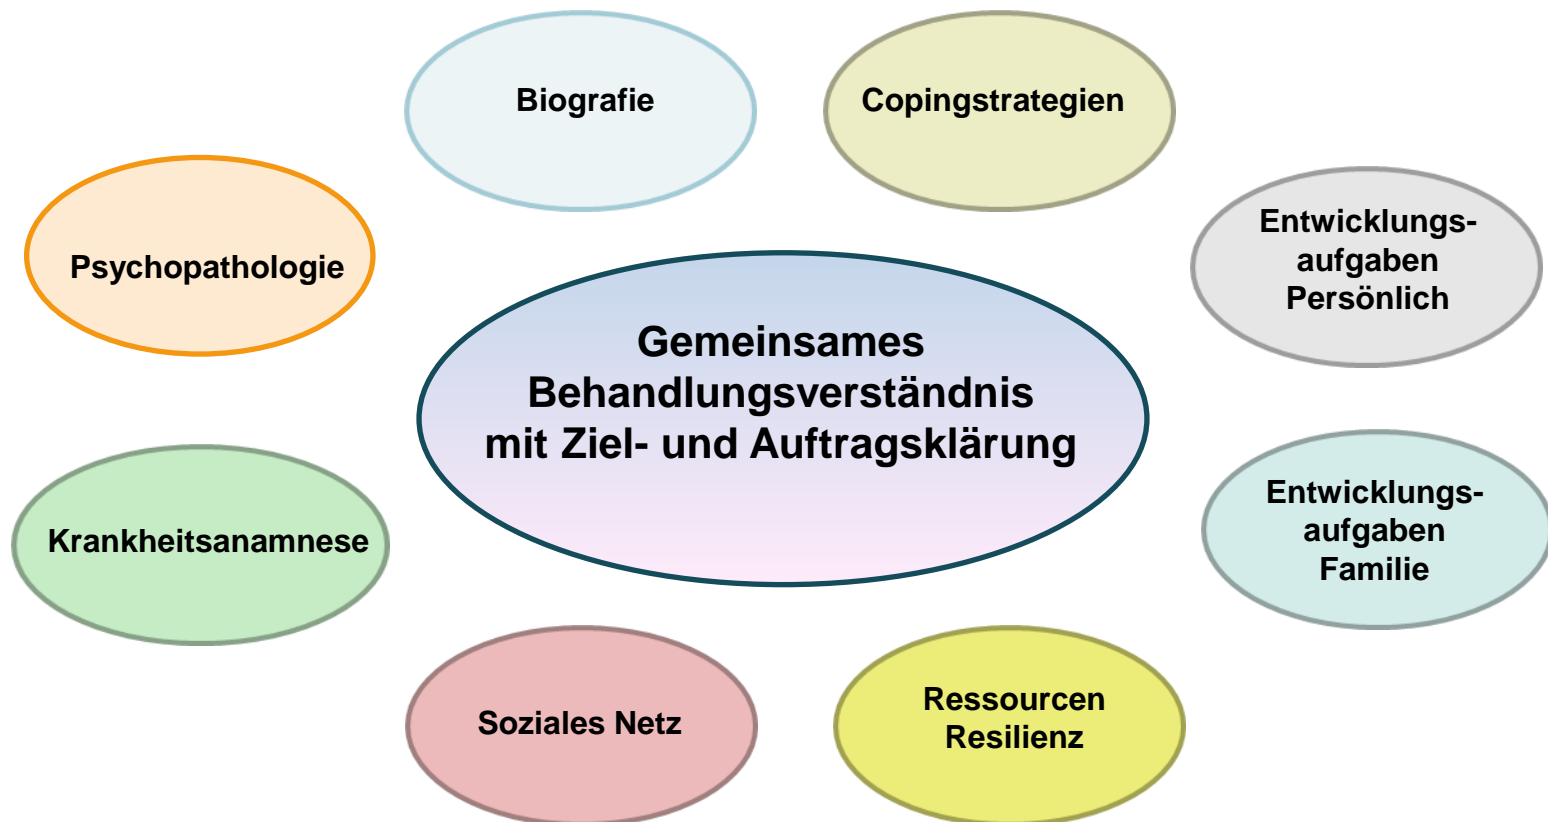 Biografie
Copingstrategien
Psychopathologie
Entwicklungs-
aufgaben
Persönlich
Gemeinsames
Behandlungsverständnis
mit Ziel- und Auftragsklärung
Krankheitsanamnese
Entwicklungs-
aufgaben
Familie
Soziales Netz
Ressourcen
Resilienz